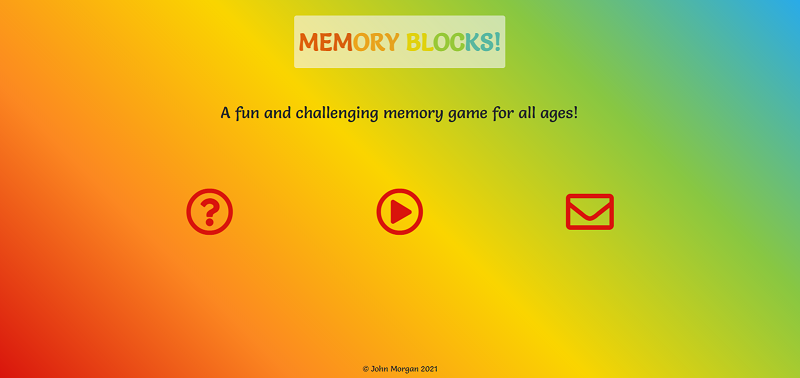 MEMORY BLOCKS!
A fun and challenging memory game for all ages!
© John Morgan 2021